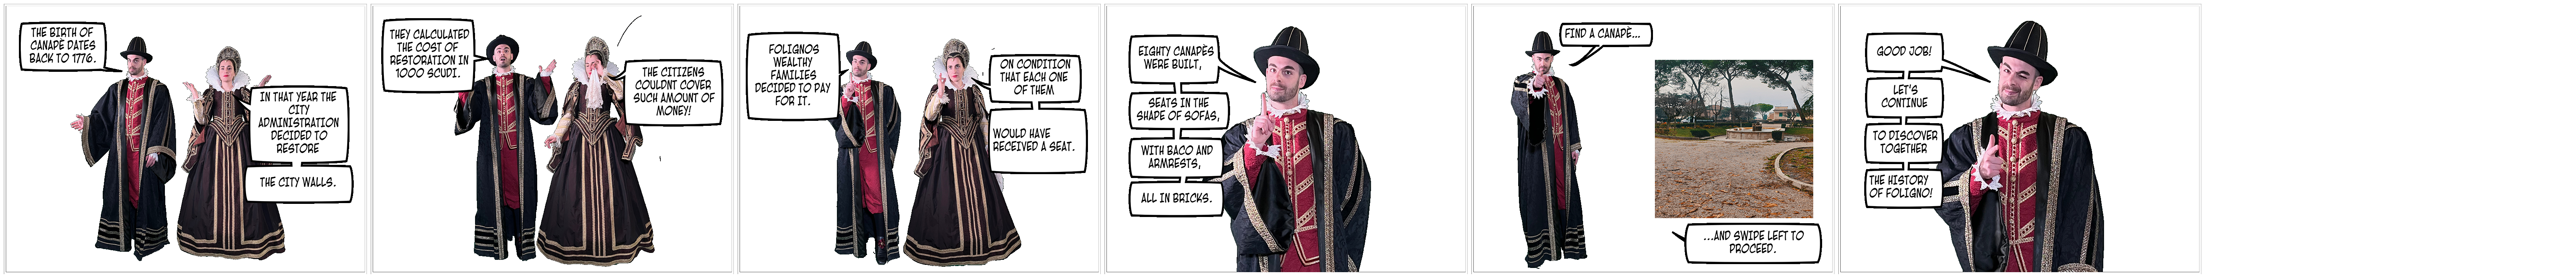 THE BIRTH OF
CANAPÈ DATES
BACK TO 1776.
IN THAT YEAR THE
CITY
ADMINISTRATION
DECIDED TO
RESTORE
THE CITY WALLS.
THEY CALCULATED
THE COST OF
RESTORATION IN
1000 SCUDI.
THE CITIZENS
COULDNT COVER
SUCH AMOUNT OF
MONEY!
FOLIGNOS
WEALTHY
FAMILIES
DECIDED TO PAY
FOR IT.
ON CONDITION
THAT EACH ONE
OF THEM
WOULD HAVE
RECEIVED A SEAT.
EIGHTY CANAPÈS
WERE BUILT,
SEATS IN THE
SHAPE OF SOFAS,
WITH BACO AND
ARMRESTS,
ALL IN BRICKS.
FIND A CANAPÈ...
...AND SWIPE LEFT TO
PROCEED.
GOOD JOB!
LET'S
CONTINUE
TO DISCOVER
TOGETHER
THE HISTORY
OF FOLIGNO!